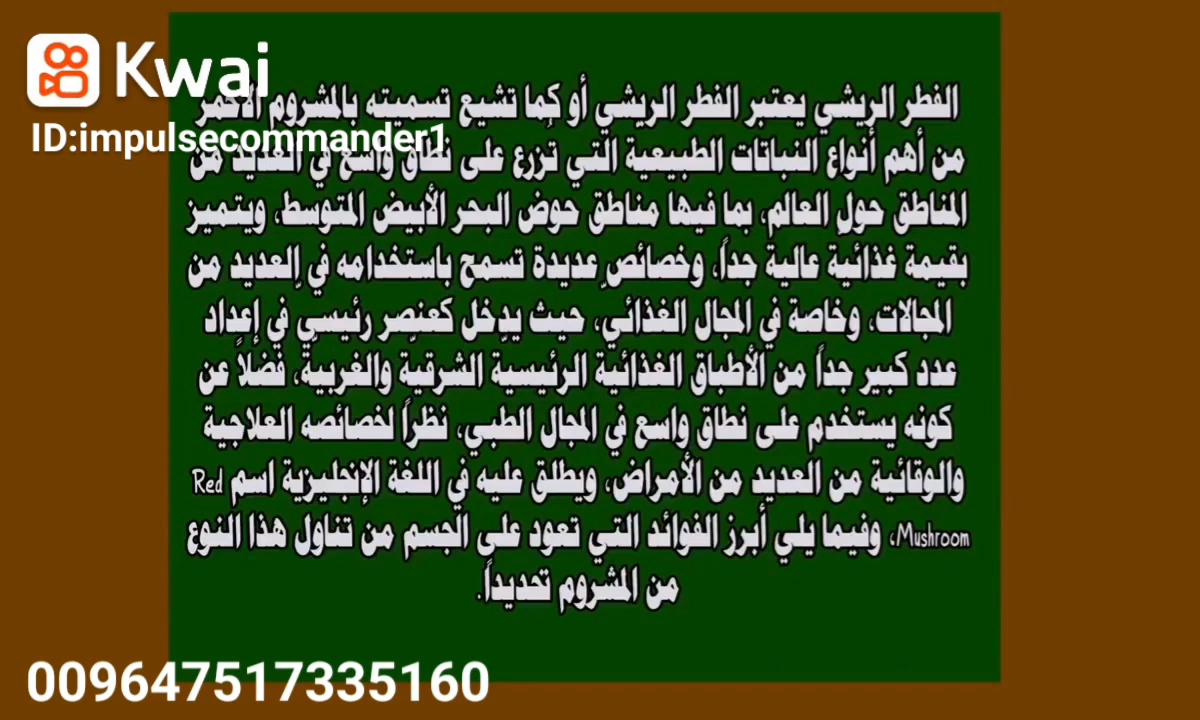 Kwai
ID:impulsecommander1
الفطر الريشي يعتبر الفطر الريشي أو كما تشيع تسميته بالمشروم الأحمر
من أهم أنواع النباتات الطبيعية التي تُزرع على نطاق واسع في العديد من
المناطق حول العالم، بما فيها مناطق حوض البحر الأبيض المتوسط، ويتميز
بقيمة غذائية عالية جداً، وخصائص عديدة تسمح باستخدامه في العديد من
المجالات، وخاصة في المجال الغذائي، حيث يدخل كعنصر رئيسيّ في إعداد
عدد كبير جداً من الأطباق الغذائية الرئيسية الشرقيّة والغربيّة، فضلاً عن
كونه يستخدم على نطاق واسع في المجال الطبي، نظراً لخصائصه العلاجية
والوقائية من العديد من الأمراض، ويطلق عليه في اللغة الإنجليزية اسم Red
Mushroom، وفيما يلي أبرز الفوائد التي تعود على الجسم من تناول هذا النوع
من المشروم تحديداً.
009647517335160